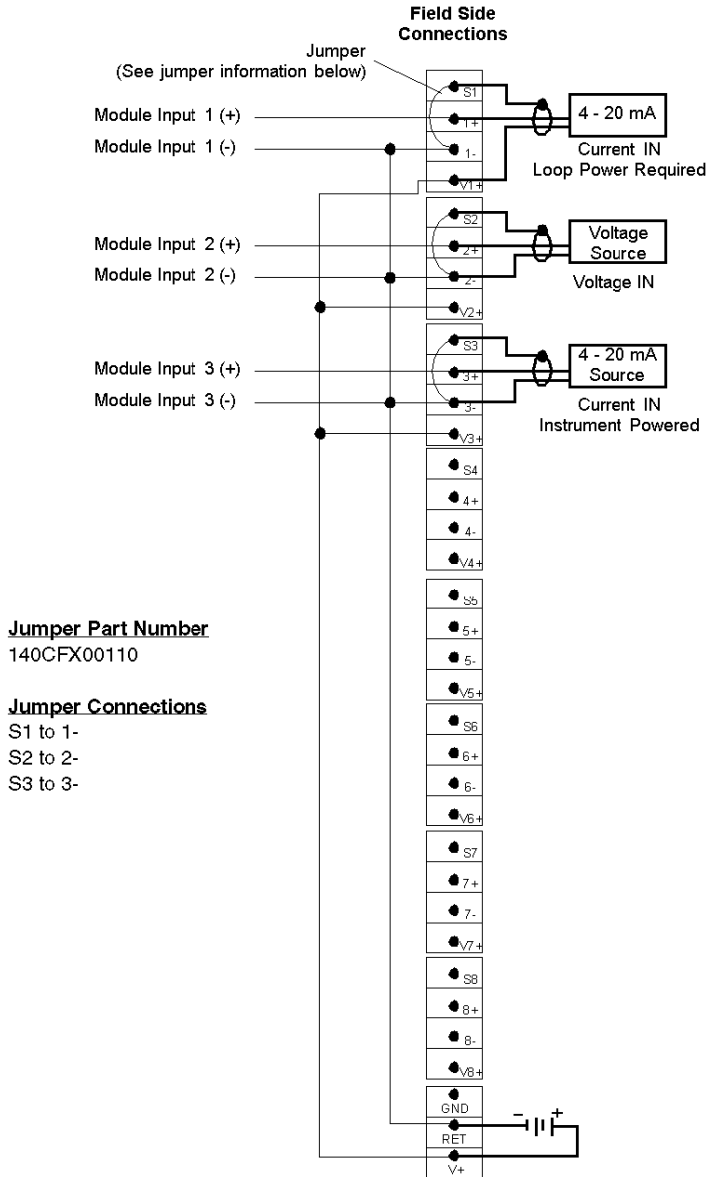 Field Side
Connections
Jumper
(See jumper information below)
S1
Module Input 1 (+)
1+
4 - 20 mA
Module Input 1 (-)
1-
Current IN
Loop Power Required
V1+
S2
Voltage
Source
Module Input 2 (+)
2+
Module Input 2 (-)
2-
Voltage IN
V2+
S3
4 - 20 mA
Source
Module Input 3 (+)
3+
Module Input 3 (-)
3-
Current IN
Instrument Powered
V3+
S4
4+
4-
V4+
S5
5+
5-
V5+
S6
6+
6-
V6+
S7
7+
7-
V7+
S8
8+
8-
V8+
GND
- +
RET
V+
Jumper Part Number
140CFX00110
Jumper Connections
S1 to 1-
S2 to 2-
S3 to 3-